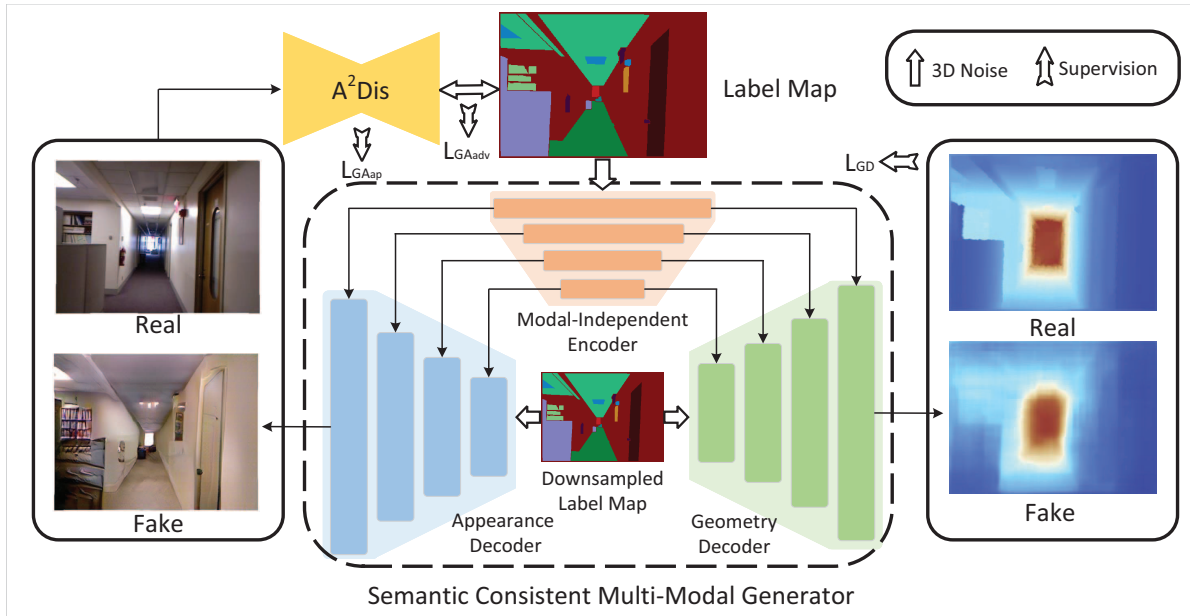 A²Dis
Label Map
3D Noise
Supervision
L_GAadv
L_GAap
L_GD
Real
Fake
Modal-Independent
Encoder
Downsampled
Label Map
Appearance
Decoder
Geometry
Decoder
Real
Fake
Semantic Consistent Multi-Modal Generator